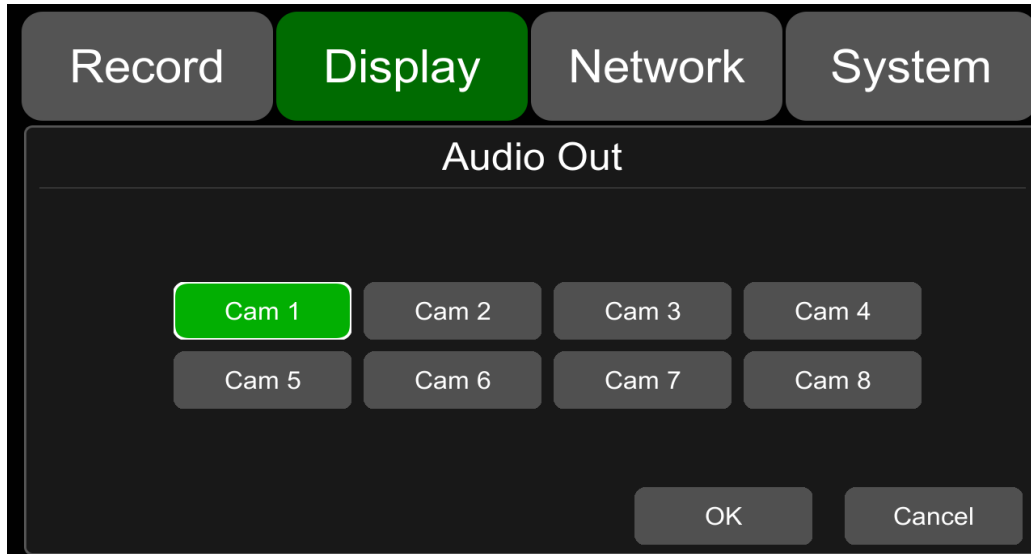 Record Display Network System
Audio Out
Cam 1 Cam 2 Cam 3 Cam 4
Cam 5 Cam 6 Cam 7 Cam 8
OK Cancel